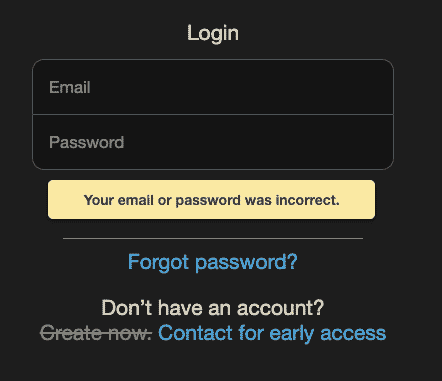 Login
Email
Password
Your email or password was incorrect.
Forgot password?
Don’t have an account?
Create now. Contact for early access